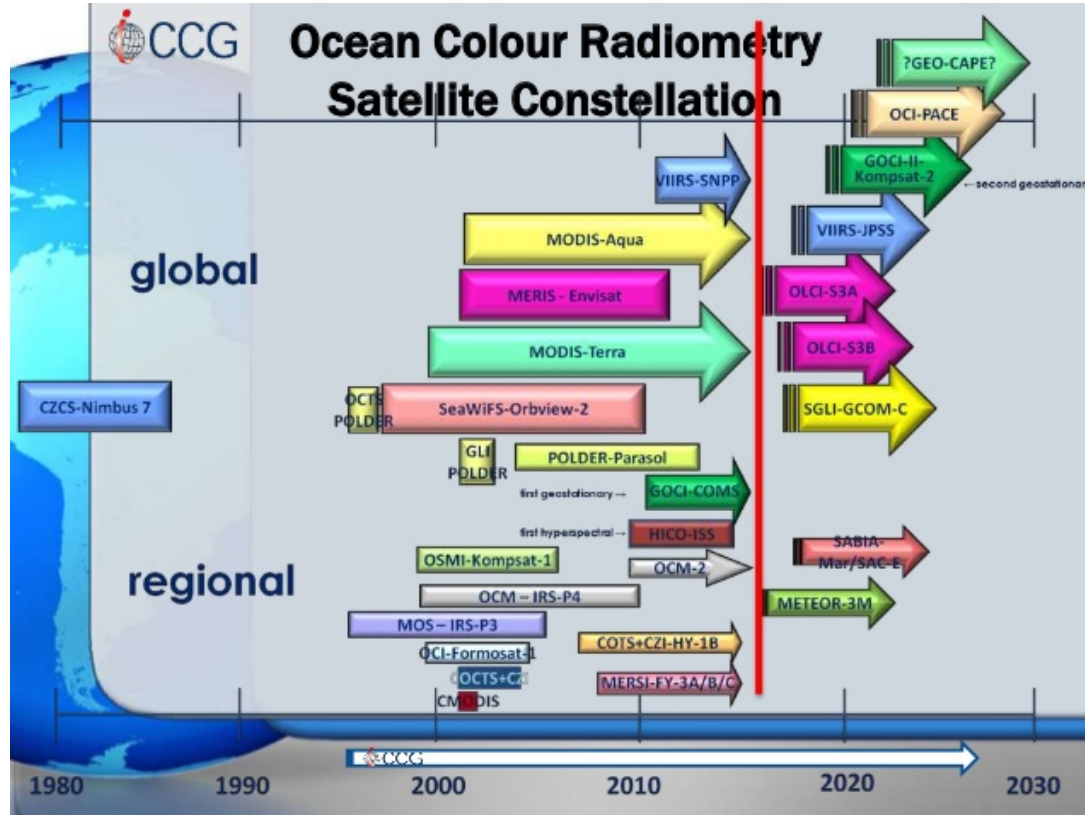 iCCG
Ocean Colour Radiometry
Satellite Constellation
?GEO-CAPE?
OCI-PACE
GOCI-II-
Kompsat-2
← second geostationar
VIIRS-SNPP
VIIRS-JPSS
MODIS-Aqua
global
MERIS - Envisat
OLCI-S3A
MODIS-Terra
OLCI-S3B
CZCS-Nimbus 7
OCTS
POLDER
SeaWiFS-Orbview-2
SGLI-GCOM-C
GLI
POLDER
POLDER-Parasol
first geostationary →
GOCI-COMS
first hyperspectral →
HICO-ISS
SABIA-
Mar/SAC-E
OSMI-Kompsat-1
OCM-2
regional
OCM – IRS-P4
METEOR-3M
MOS – IRS-P3
OCI-Formosat-1
COTS+CZI-HY-1B
COCTS+CZI
MERSI-FY-3A/B/C
CMODIS
iCCG
1980 1990 2000 2010 2020 2030